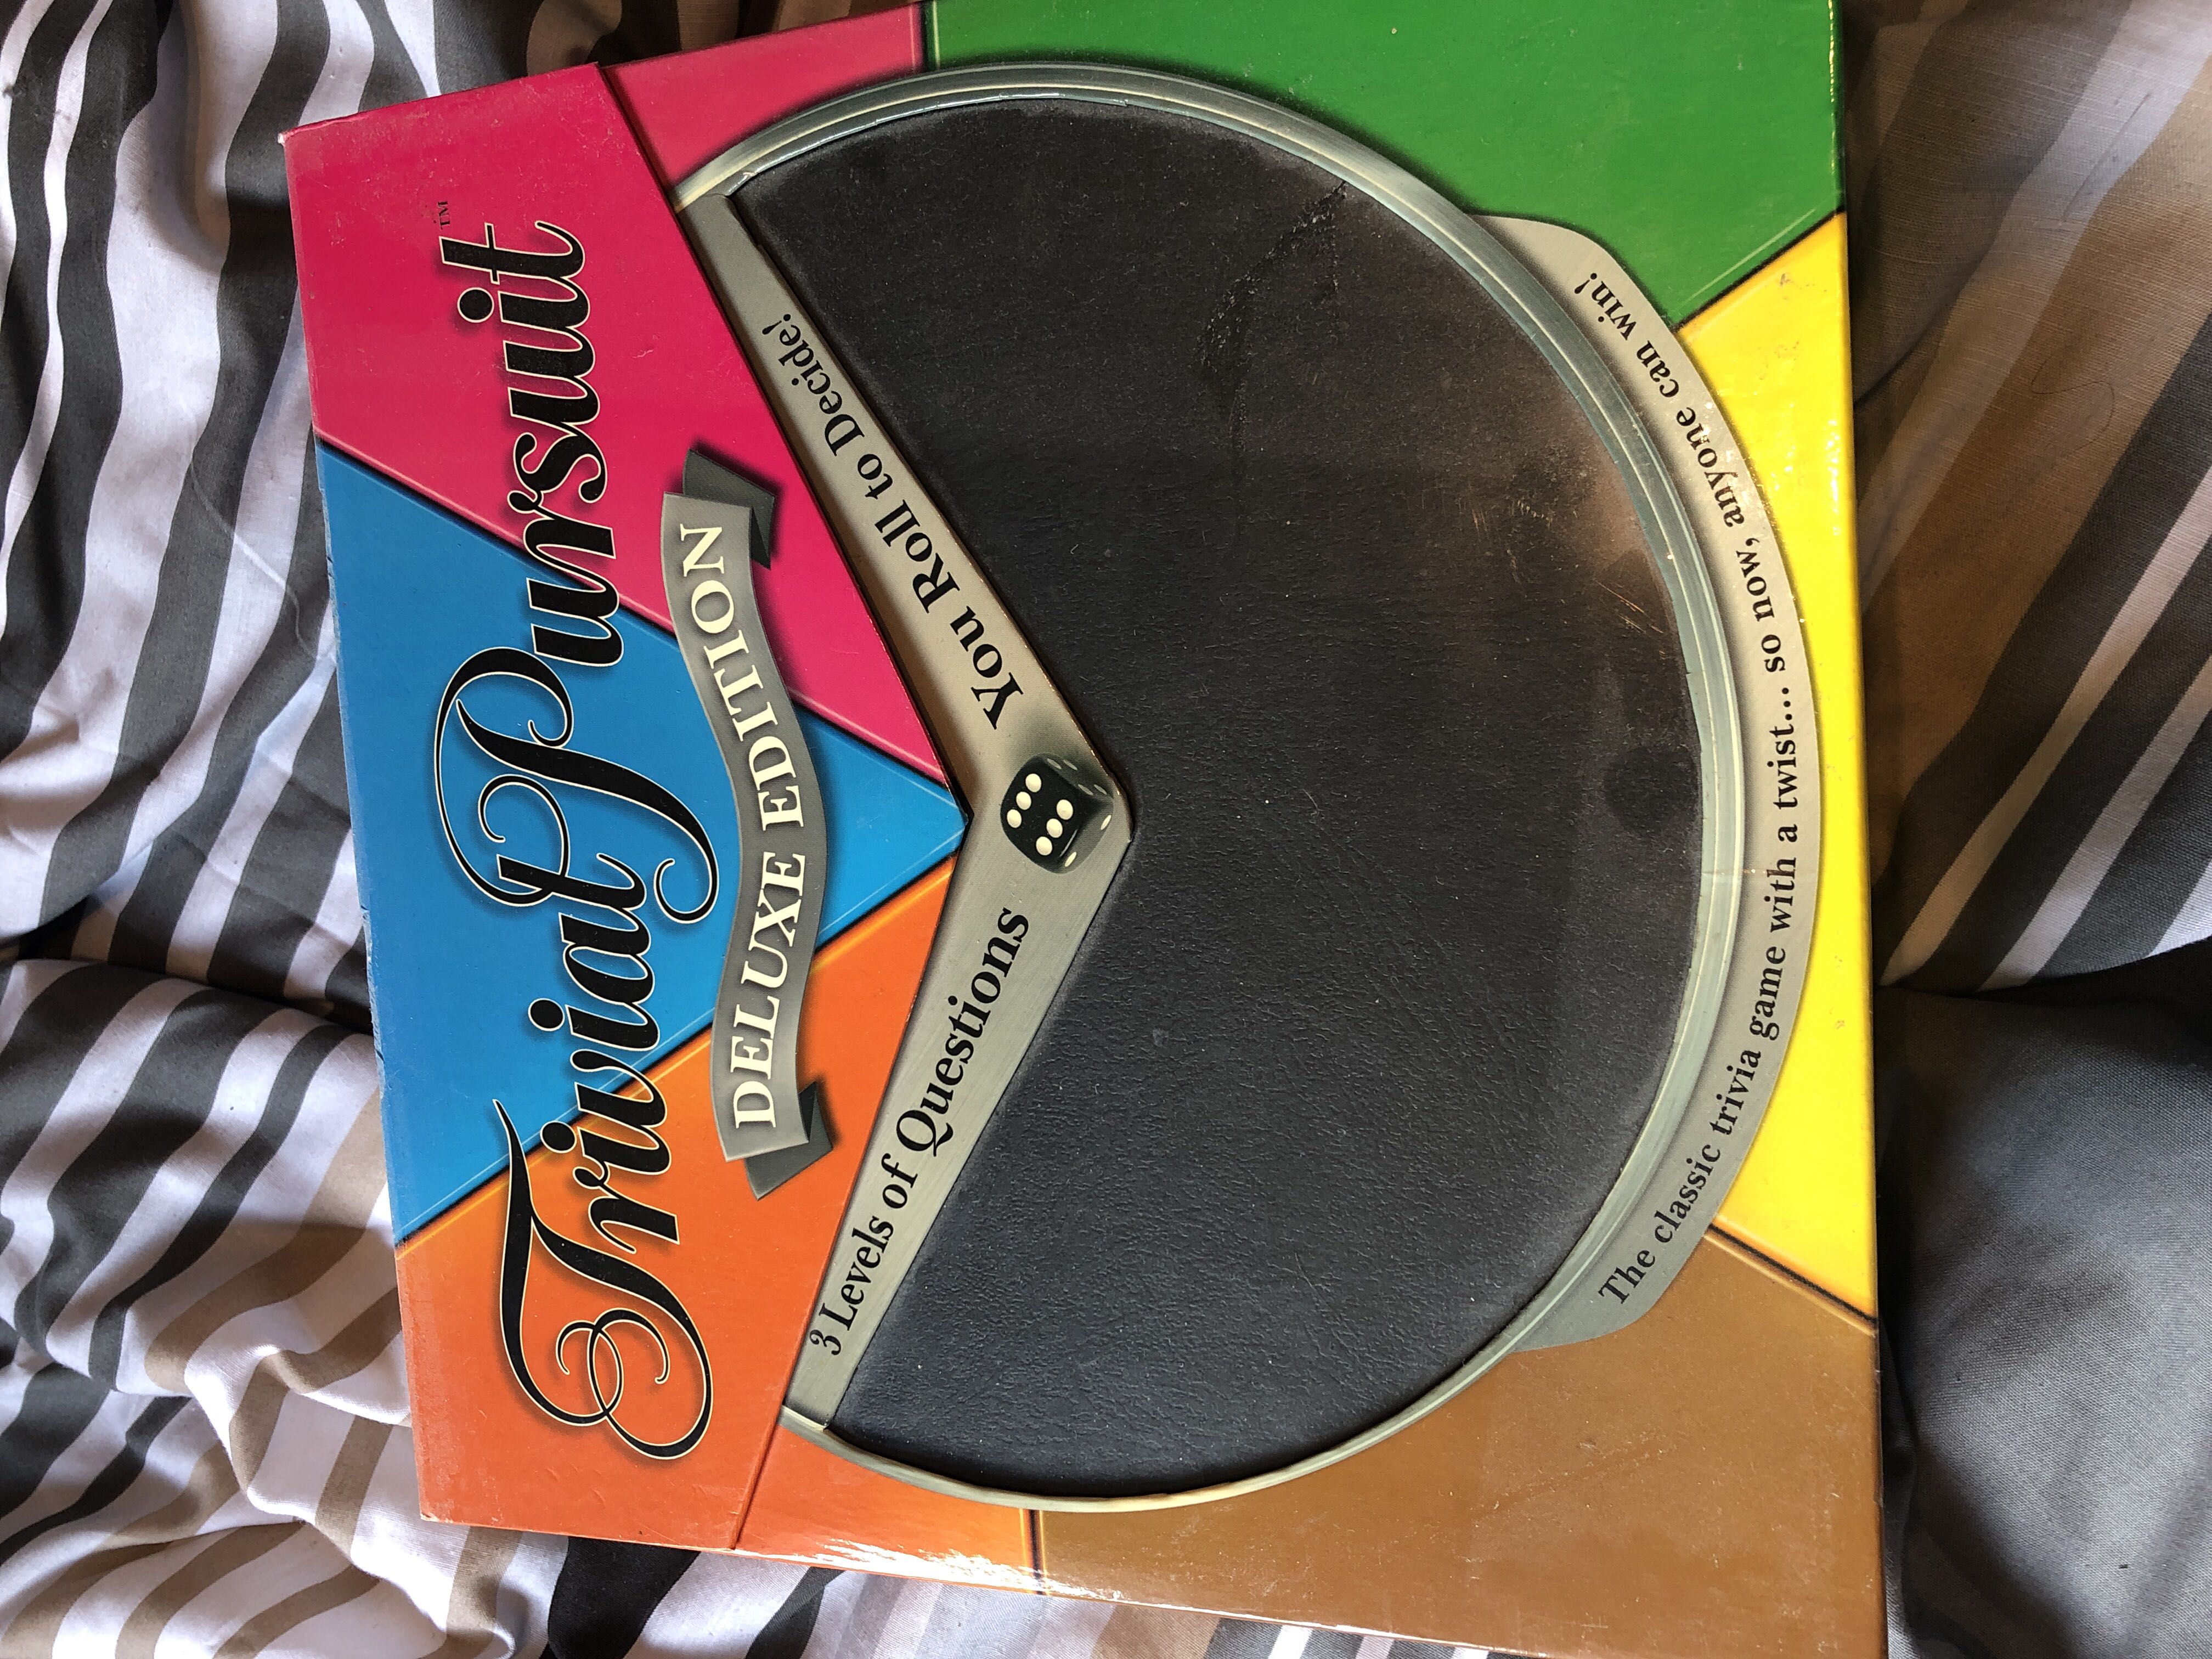 Trivial Pursuit™
DELUXE EDITION
3 Levels of Questions
You Roll to Decide!
The classic trivia game with a twist... so now, anyone can win!